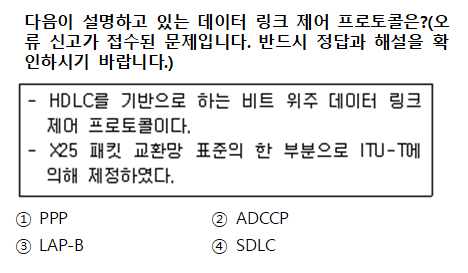 다음이 설명하고 있는 데이터 링크 제어 프로토콜은?(오
류 신고가 접수된 문제입니다. 반드시 정답과 해설을 확
인하시기 바랍니다.)
- HDLC를 기반으로 하는 비트 위주 데이터 링크
제어 프로토콜이다.
- X25 패킷 교환망 표준의 한 부분으로 ITU-T에
의해 제정하였다.
① PPP ② ADCCP
③ LAP-B ④ SDLC